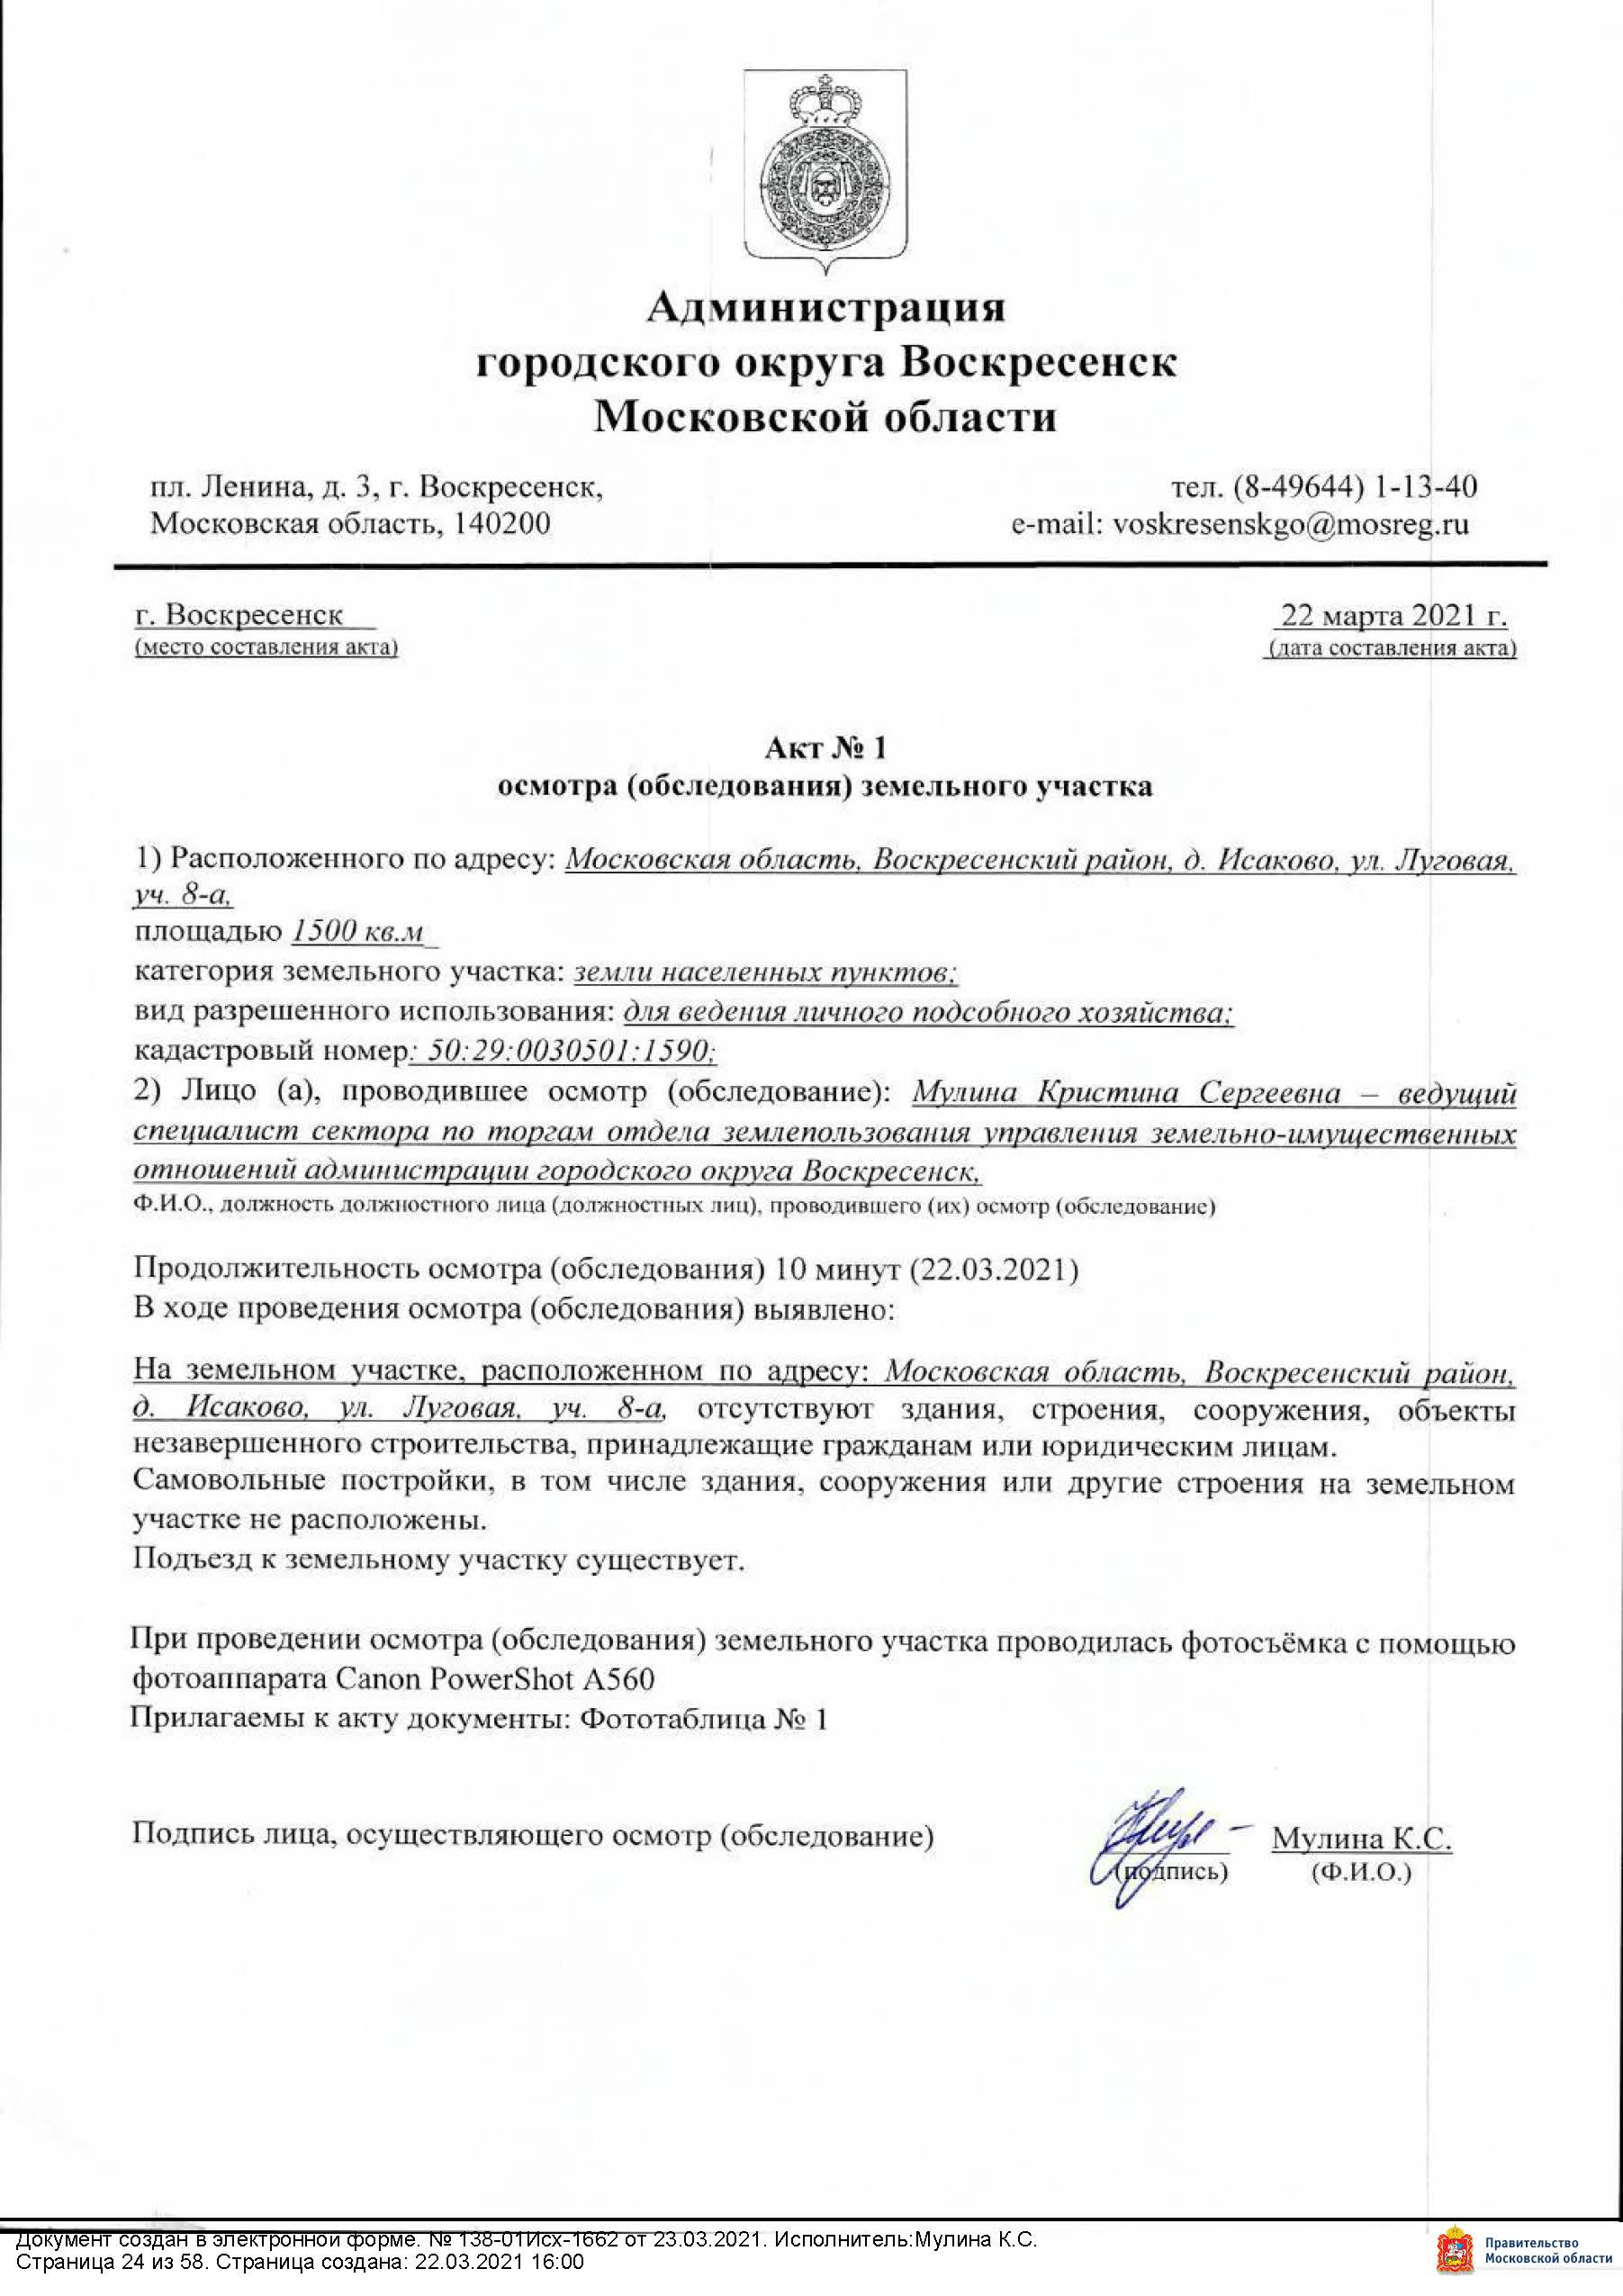 Администрация
городского округа Воскресенск
Московской области
пл. Ленина, д. 3, г. Воскресенск,
Московская область, 140200
тел. (8-49644) 1-13-40
e-mail: voskresenskgo@mosreg.ru
г. Воскресенск
(место составления акта)
22 марта 2021 г.
(дата составления акта)
Акт № 1
осмотра (обследования) земельного участка
1) Расположенного по адресу: Московская область, Воскресенский район, д. Исаково, ул. Луговая,
уч. 8-а,
площадью 1500 кв.м
категория земельного участка: земли населенных пунктов;
вид разрешенного использования: для ведения личного подсобного хозяйства;
кадастровый номер: 50:29:0030501:1590;
2) Лицо (а), проводившее осмотр (обследование): Мулина Кристина Сергеевна – ведущий
специалист сектора по торгам отдела землепользования управления земельно-имущественных
отношений администрации городского округа Воскресенск,
Ф.И.О., должность должностного лица (должностных лиц), проводившего (их) осмотр (обследование)
Продолжительность осмотра (обследования) 10 минут (22.03.2021)
В ходе проведения осмотра (обследования) выявлено:
На земельном участке, расположенном по адресу: Московская область, Воскресенский район,
д. Исаково, ул. Луговая, уч. 8-а, отсутствуют здания, строения, сооружения, объекты
незавершенного строительства, принадлежащие гражданам или юридическим лицам.
Самовольные постройки, в том числе здания, сооружения или другие строения на земельном
участке не расположены.
Подъезд к земельному участку существует.
При проведении осмотра (обследования) земельного участка проводилась фотосъёмка с помощью
фотоаппарата Canon PowerShot A560
Прилагаемы к акту документы: Фототаблица № 1
Подпись лица, осуществляющего осмотр (обследование)
Мулина К.С.
(подпись)
(Ф.И.О.)
Документ создан в электронной форме. № 138-01Исх-1662 от 23.03.2021. Исполнитель:Мулина К.С.
Страница 24 из 58. Страница создана: 22.03.2021 16:00
Правительство
Московской области